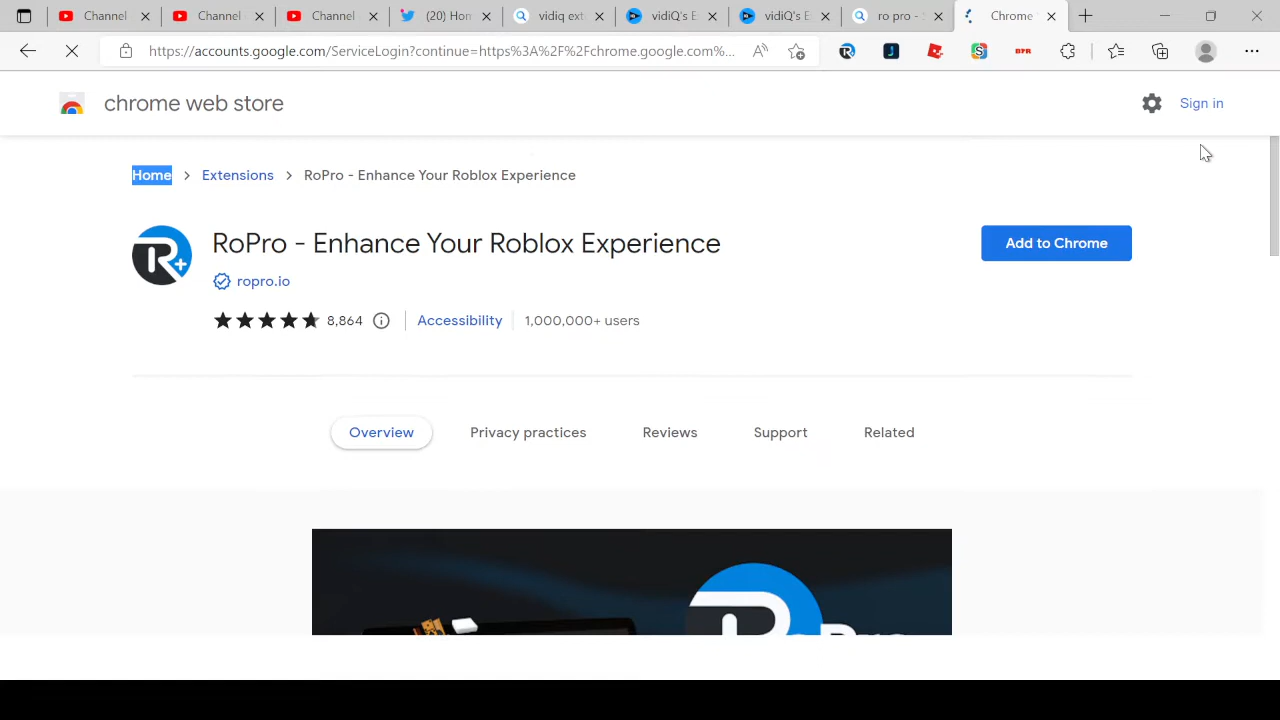 Channel
Channel
Channel
(20) Hom
vidiq ext
vidiQ's E
vidiQ's E
ro pro -
Chrome
https://accounts.google.com/ServiceLogin?continue=https%3A%2F%2Fchrome.google.com%...
BPR
chrome web store
Sign in
Home > Extensions > RoPro - Enhance Your Roblox Experience
RoPro - Enhance Your Roblox Experience
Add to Chrome
ropro.io
8,864
Accessibility
1,000,000+ users
Overview
Privacy practices
Reviews
Support
Related